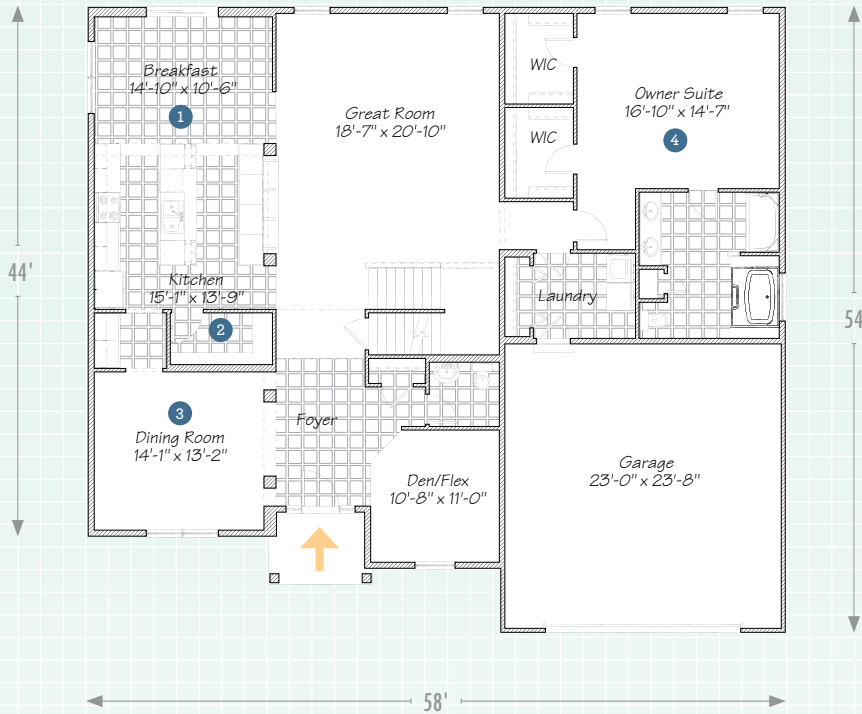 Breakfast
14'-10" x 10'-6"
1
Great Room
18'-7" x 20'-10"
WIC
WIC
Owner Suite
16'-10" x 14'-7"
4
44'
Kitchen
15'-1" x 13'-9"
2
Laundry
54
3
Dining Room
14'-1" x 13'-2"
Foyer
Den/Flex
10'-8" x 11'-0"
Garage
23'-0" x 23'-8"
58'